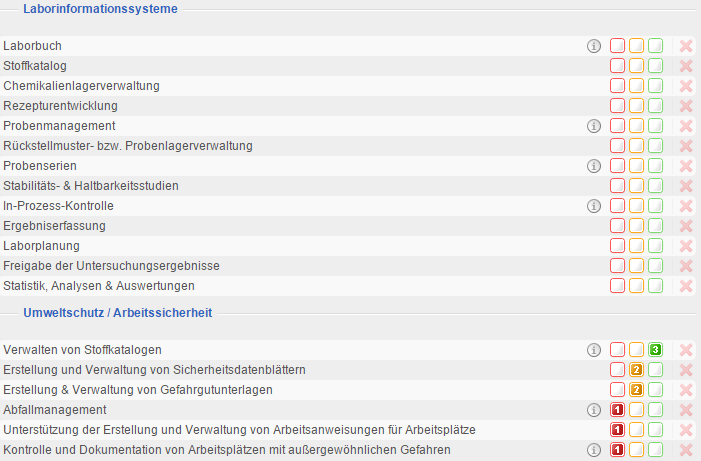 Laborinformationssysteme
Laborbuch
Stoffkatalog
Chemikalienlagerverwaltung
Rezepturentwicklung
Probenmanagement
Rückstellmuster- bzw. Probenlagerverwaltung
Probenserien
Stabilitäts- & Haltbarkeitsstudien
In-Prozess-Kontrolle
Ergebniserfassung
Laborplanung
Freigabe der Untersuchungsergebnisse
Statistik, Analysen & Auswertungen
Umweltschutz / Arbeitssicherheit
Verwalten von Stoffkatalogen 3
Erstellung und Verwaltung von Sicherheitsdatenblättern 2
Erstellung & Verwaltung von Gefahrgutunterlagen 2
Abfallmanagement 1
Unterstützung der Erstellung und Verwaltung von Arbeitsanweisungen für Arbeitsplätze 1
Kontrolle und Dokumentation von Arbeitsplätzen mit außergewöhnlichen Gefahren 1